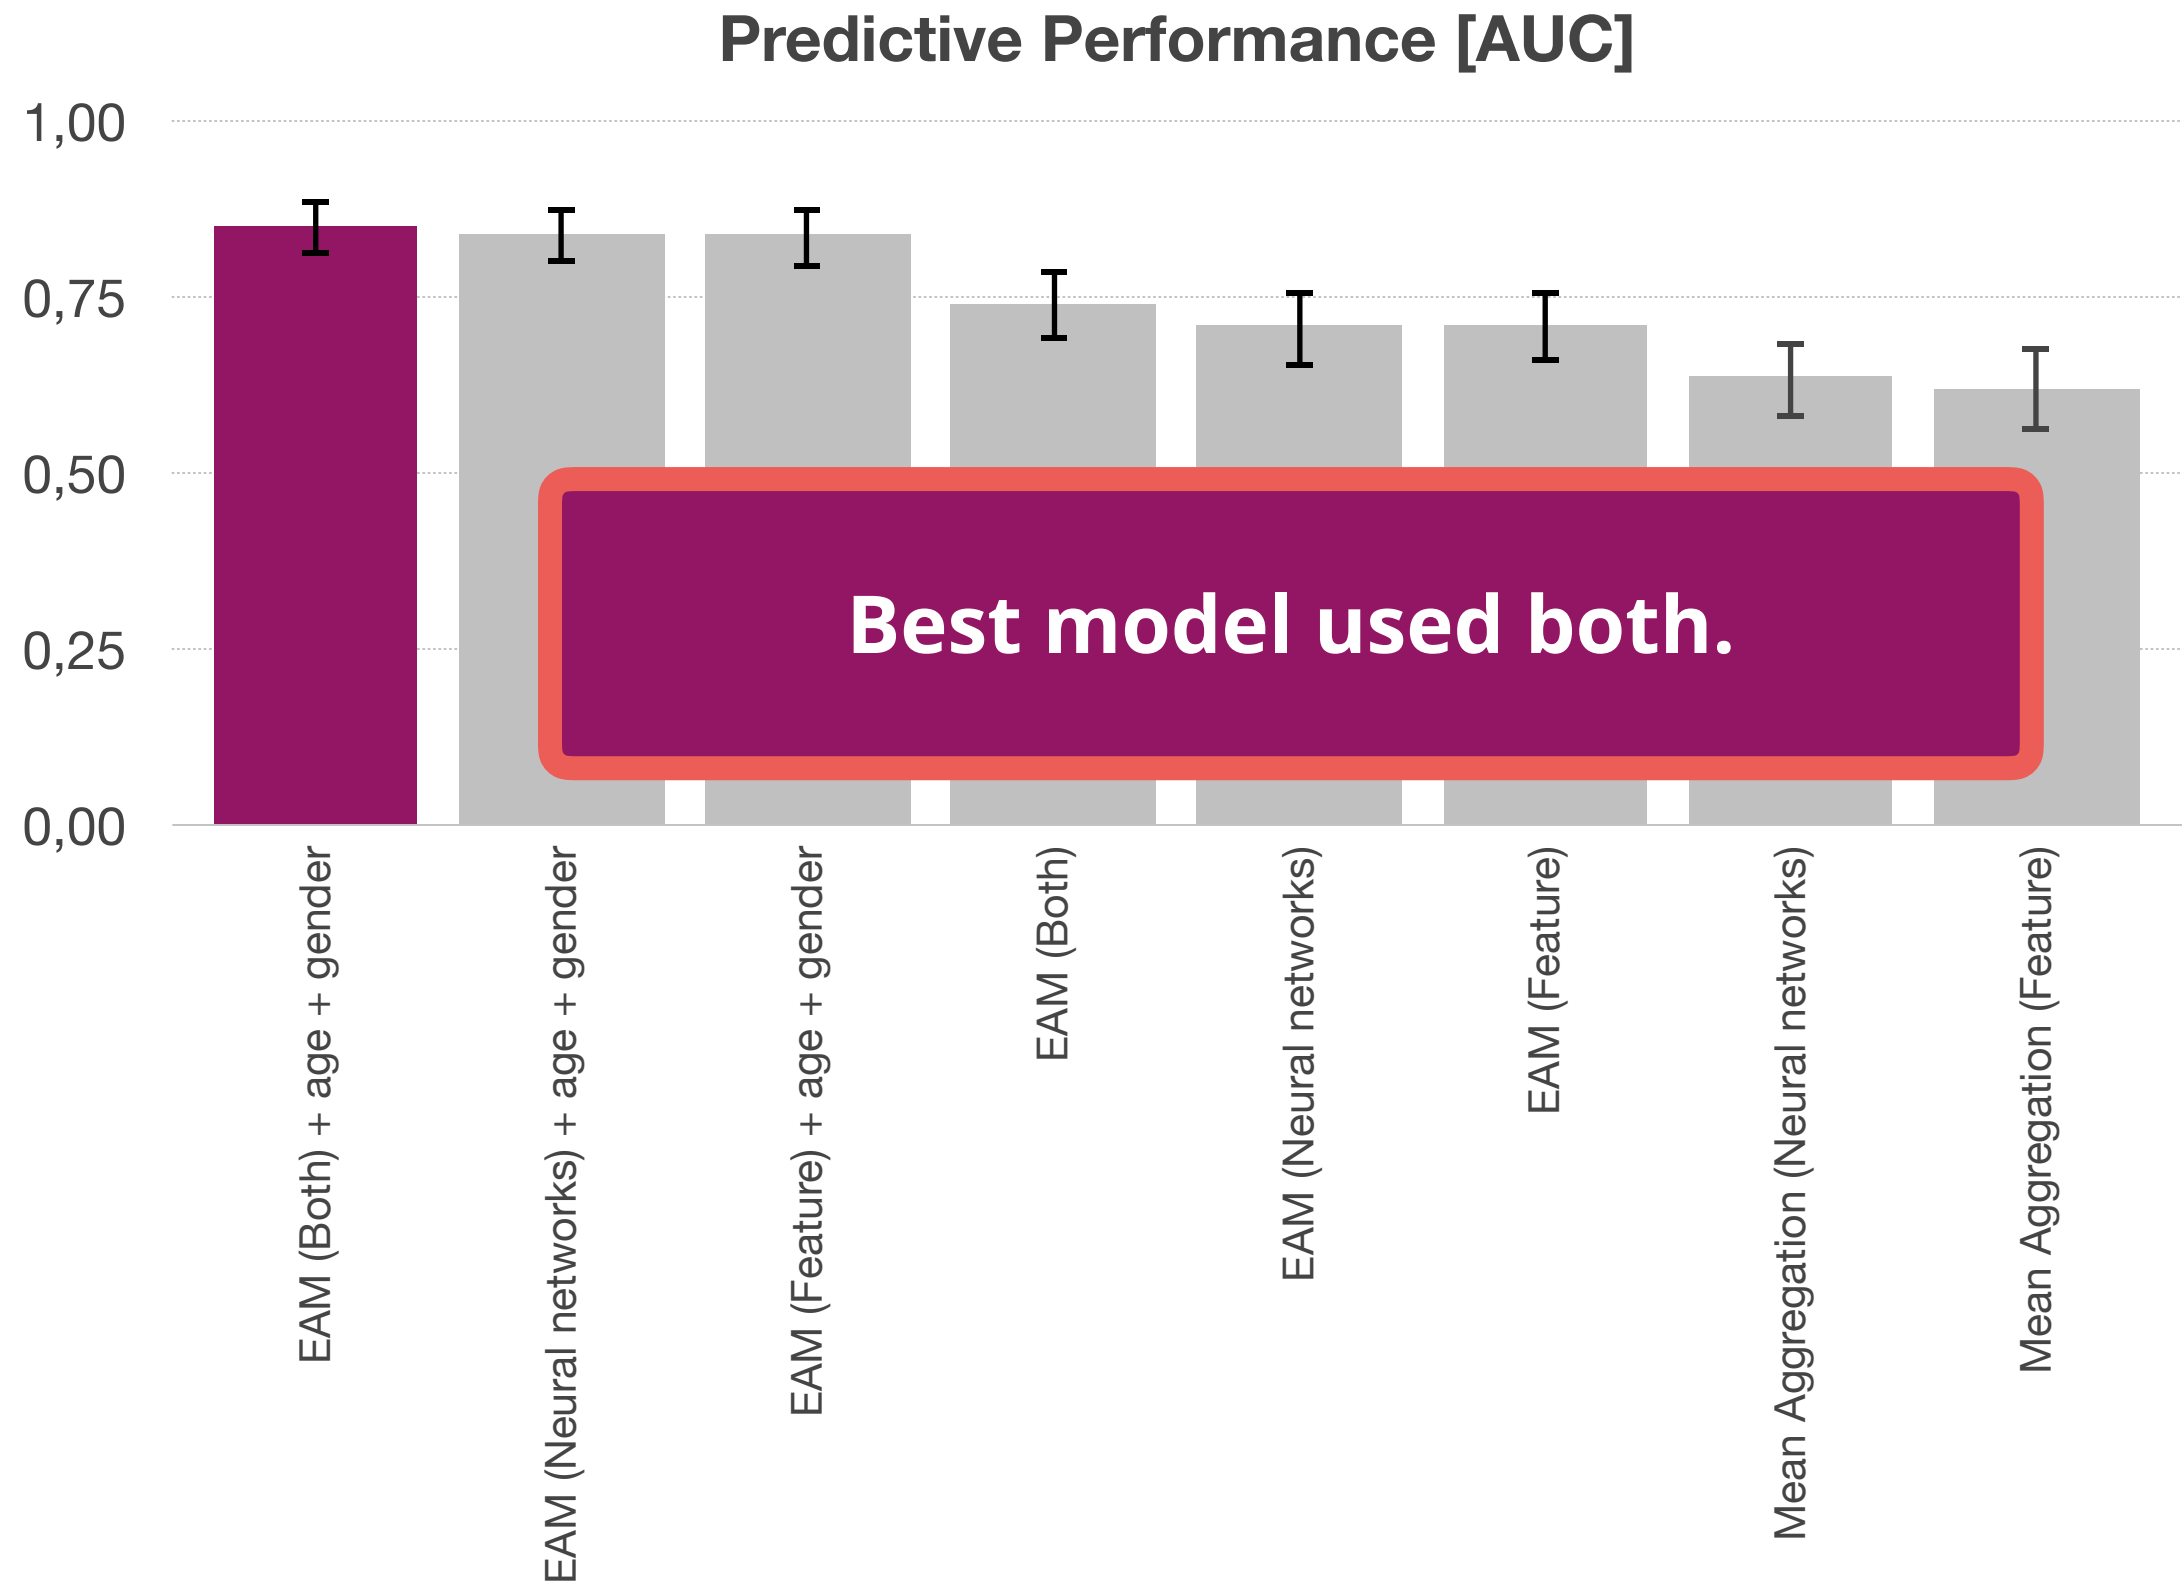 Predictive Performance [AUC]
1,00
0,75
0,50
0,25
0,00
Best model used both.
EAM (Both) + age + gender
EAM (Neural networks) + age + gender
EAM (Feature) + age + gender
EAM (Both)
EAM (Neural networks)
EAM (Feature)
Mean Aggregation (Neural networks)
Mean Aggregation (Feature)